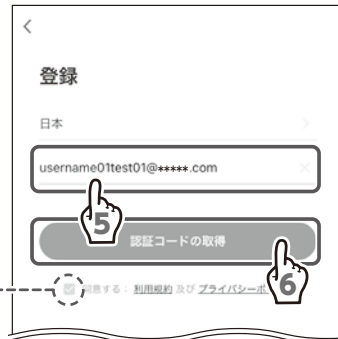 登録
日本
username01test01@*****.com
5
認証コードの取得
6
同意する： 利用規約 及び プライバシーポ